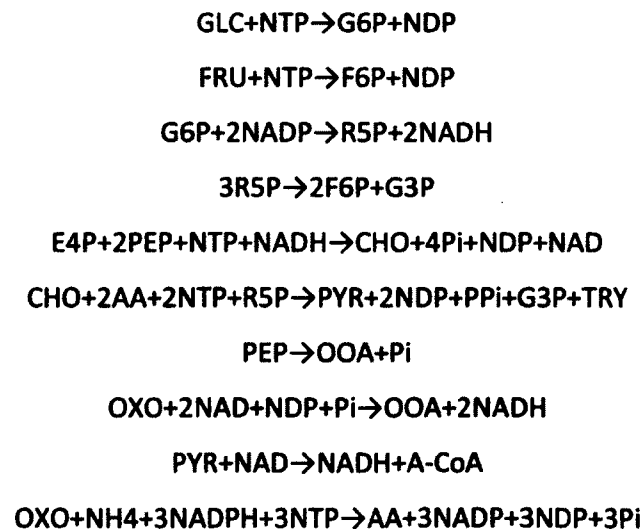 GLC+NTP→G6P+NDP
FRU+NTP→F6P+NDP
G6P+2NADP→R5P+2NADH
3R5P→2F6P+G3P
E4P+2PEP+NTP+NADH→CHO+4Pi+NDP+NAD
CHO+2AA+2NTP+R5P→PYR+2NDP+PPi+G3P+TRY
PEP→OOA+Pi
OXO+2NAD+NDP+Pi→OOA+2NADH
PYR+NAD→NADH+A-CoA
OXO+NH4+3NADPH+3NTP→AA+3NADP+3NDP+3Pi